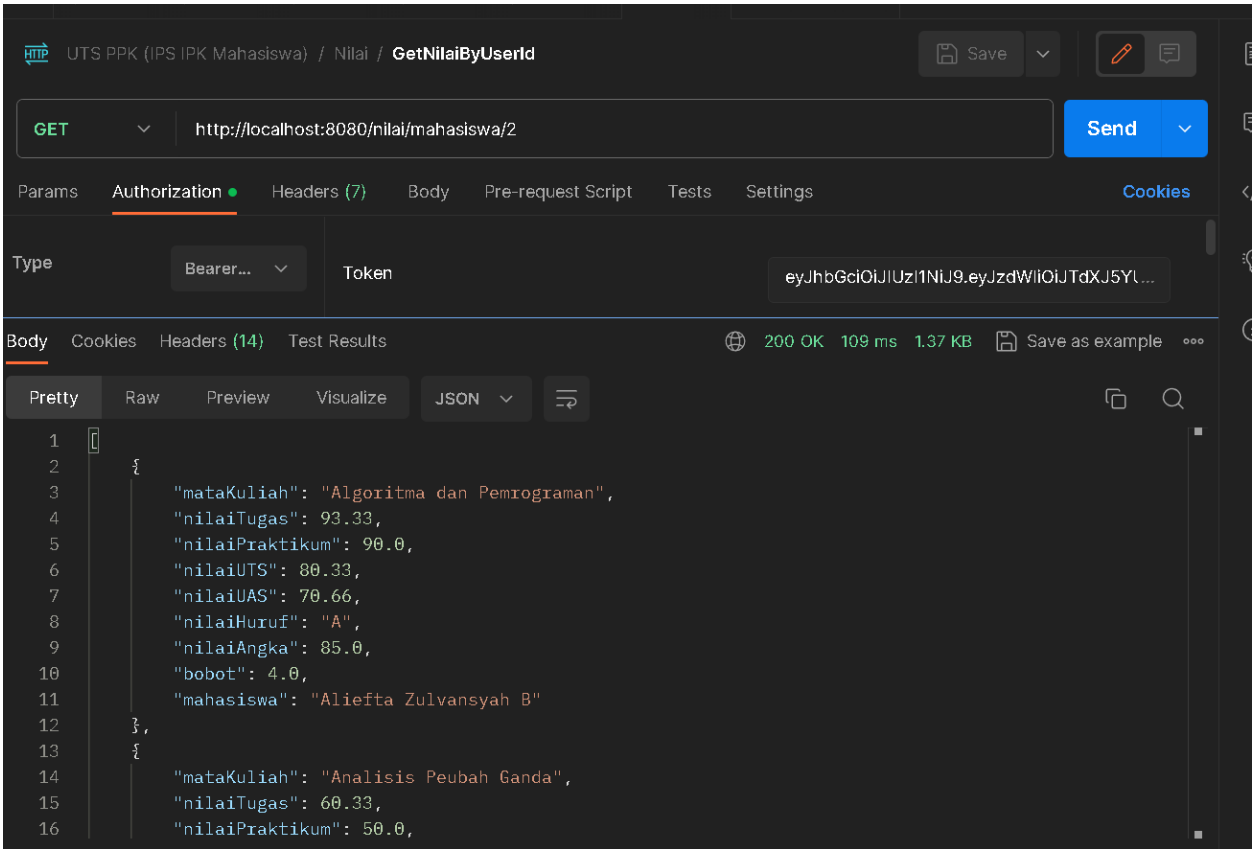 HTTP UTS PPK (IPS IPK Mahasiswa) / Nilai / GetNilaiByUserId Save
GET http://localhost:8080/nilai/mahasiswa/2 Send
Params Authorization Headers (7) Body Pre-request Script Tests Settings Cookies
Type Bearer... Token
Body Cookies Headers (14) Test Results 200 OK 109 ms 1.37 KB Save as example
Pretty Raw Preview Visualize JSON
1 [
2 {
3 "mataKuliah": "Algoritma dan Pemrograman",
4 "nilaiTugas": 93.33,
5 "nilaiPraktikum": 90.0,
6 "nilaiUTS": 80.33,
7 "nilaiUAS": 70.66,
8 "nilaiHuruf": "A",
9 "nilaiAngka": 85.0,
10 "bobot": 4.0,
11 "mahasiswa": "Aliefta Zulvansyah B"
12 },
13 {
14 "mataKuliah": "Analisis Peubah Ganda",
15 "nilaiTugas": 60.33,
16 "nilaiPraktikum": 50.0,